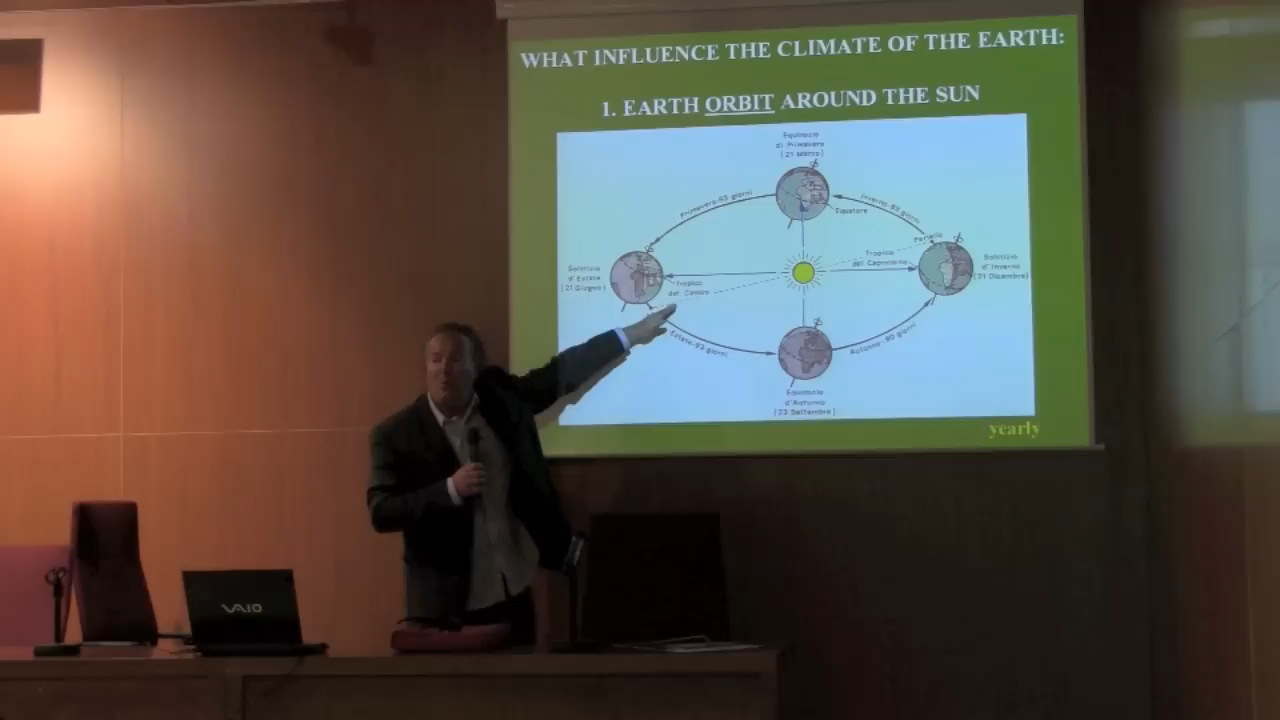 WHAT INFLUENCE THE CLIMATE OF THE EARTH:
1. EARTH ORBIT AROUND THE SUN
Equinozio
di Primavera
(21 Marzo)
Primavera-93 giorni
Inverno-89 giorni
Equatore
Perielio
Solstizio
d'Estate
(21 Giugno)
Tropico
del Cancro
Tropico
del Capricorno
Solstizio
d'Inverno
(21 Dicembre)
Estate-93 giorni
Autunno-90 giorni
Equinozio
d'Autunno
(23 Settembre)
yearly
VAIO